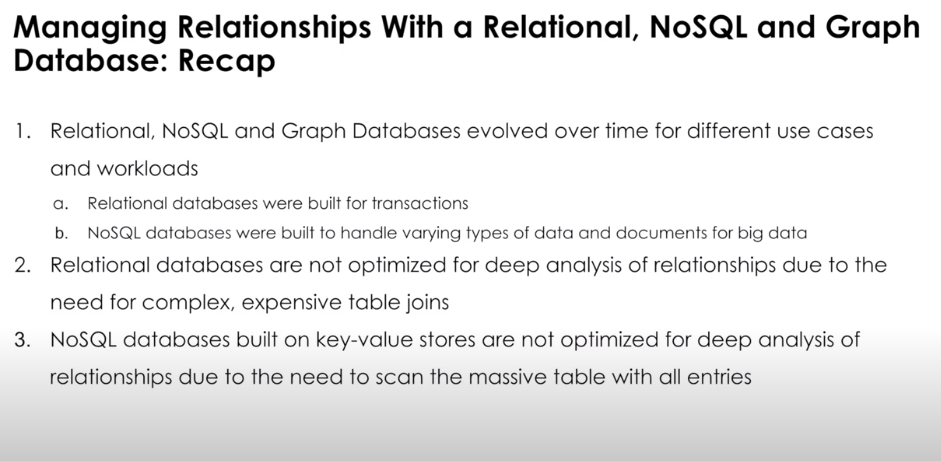 Managing Relationships With a Relational, NoSQL and Graph
Database: Recap
1. Relational, NoSQL and Graph Databases evolved over time for different use cases
and workloads
a. Relational databases were built for transactions
b. NoSQL databases were built to handle varying types of data and documents for big data
2. Relational databases are not optimized for deep analysis of relationships due to the
need for complex, expensive table joins
3. NoSQL databases built on key-value stores are not optimized for deep analysis of
relationships due to the need to scan the massive table with all entries